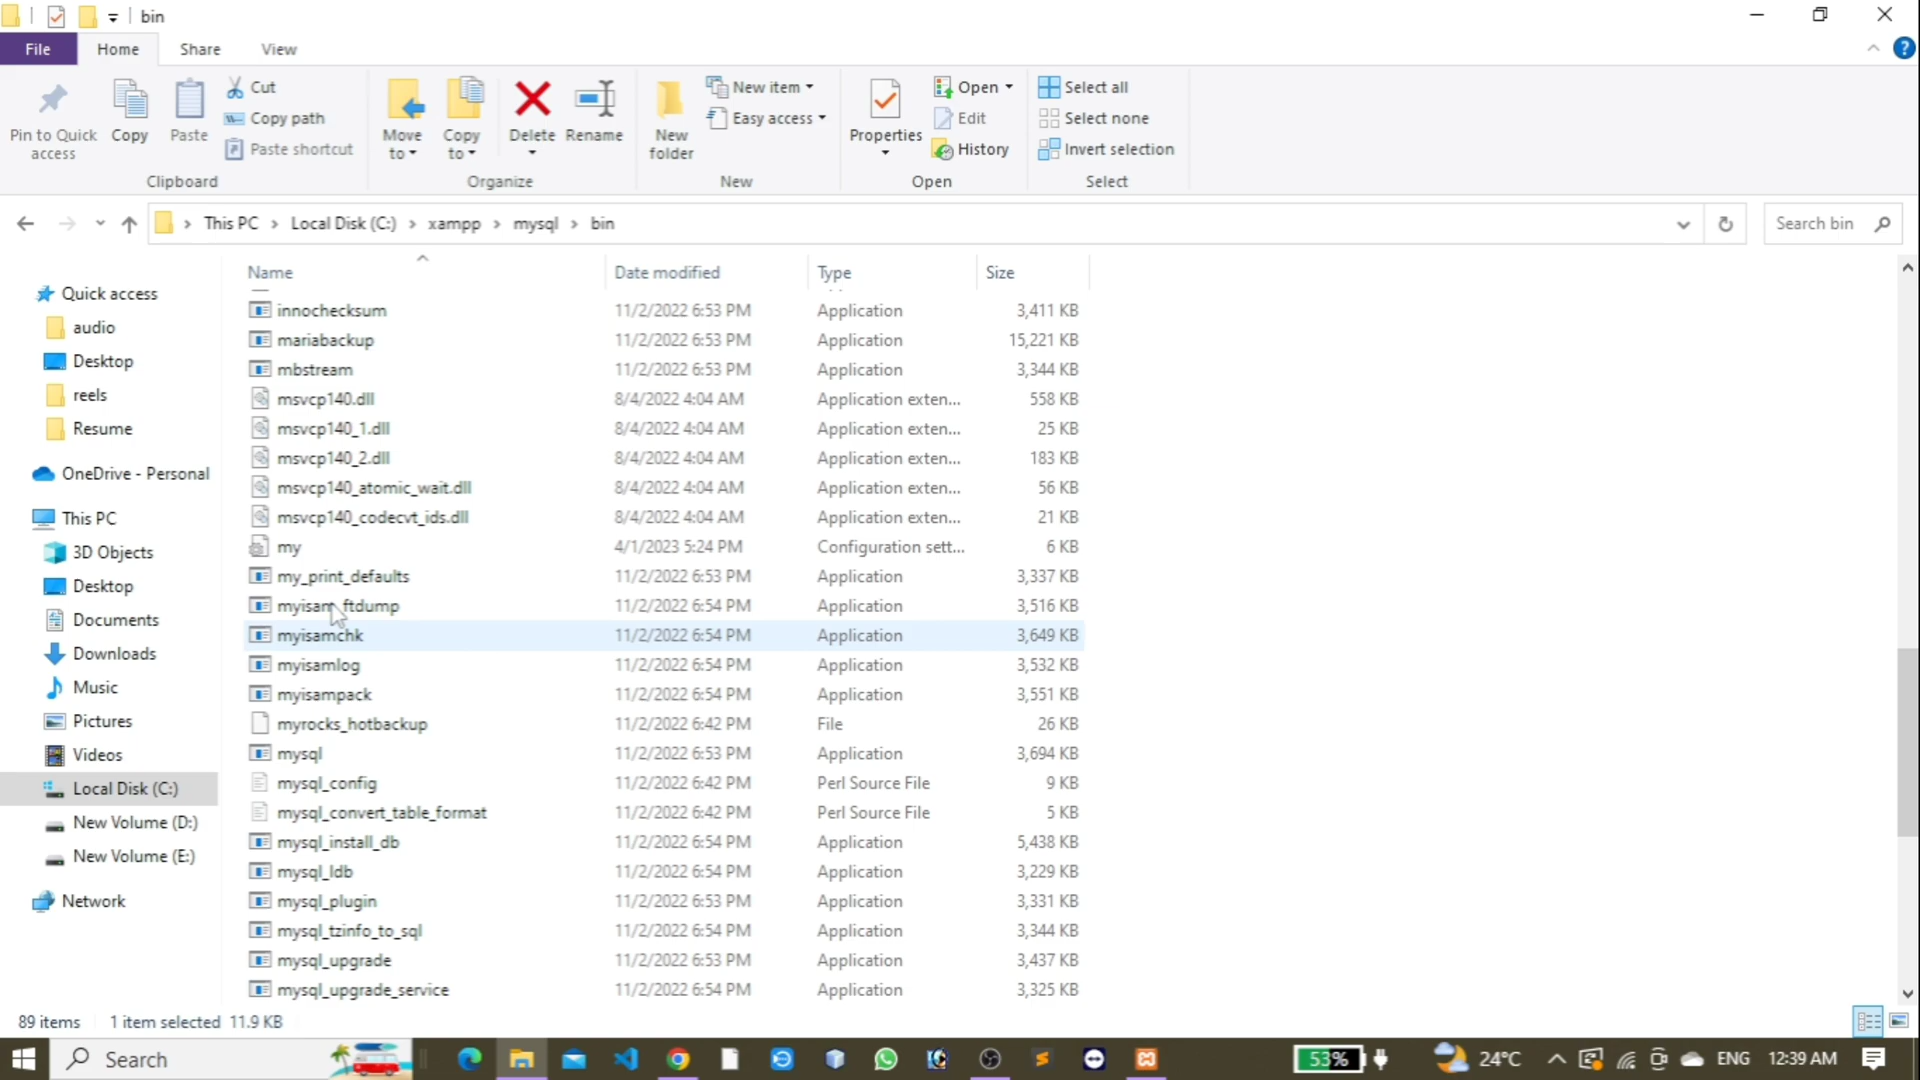 bin
File Home Share View
Pin to Quick access
Copy
Paste
Cut
Copy path
Paste shortcut
Clipboard
Move to
Copy to
Delete
Rename
Organize
New folder
New item
Easy access
New
Properties
Open
Edit
History
Open
Select all
Select none
Invert selection
Select
This PC > Local Disk (C:) > xampp > mysql > bin
Search bin
Quick access
audio
Desktop
reels
Resume
OneDrive - Personal
This PC
3D Objects
Desktop
Documents
Downloads
Music
Pictures
Videos
Local Disk (C:)
New Volume (D:)
New Volume (E:)
Network
Name Date modified Type Size
innochecksum 11/2/2022 6:53 PM Application 3,411 KB
mariabackup 11/2/2022 6:53 PM Application 15,221 KB
mbstream 11/2/2022 6:53 PM Application 3,344 KB
msvcp140.dll 8/4/2022 4:04 AM Application exten... 558 KB
msvcp140_1.dll 8/4/2022 4:04 AM Application exten... 25 KB
msvcp140_2.dll 8/4/2022 4:04 AM Application exten... 183 KB
msvcp140_atomic_wait.dll 8/4/2022 4:04 AM Application exten... 56 KB
msvcp140_codecvt_ids.dll 8/4/2022 4:04 AM Application exten... 21 KB
my 4/1/2023 5:24 PM Configuration sett... 6 KB
my_print_defaults 11/2/2022 6:53 PM Application 3,337 KB
myisam_ftdump 11/2/2022 6:54 PM Application 3,516 KB
myisamchk 11/2/2022 6:54 PM Application 3,649 KB
myisamlog 11/2/2022 6:54 PM Application 3,532 KB
myisampack 11/2/2022 6:54 PM Application 3,551 KB
myrocks_hotbackup 11/2/2022 6:42 PM File 26 KB
mysql 11/2/2022 6:53 PM Application 3,694 KB
mysql_config 11/2/2022 6:42 PM Perl Source File 9 KB
mysql_convert_table_format 11/2/2022 6:42 PM Perl Source File 5 KB
mysql_install_db 11/2/2022 6:54 PM Application 5,438 KB
mysql_ldb 11/2/2022 6:54 PM Application 3,229 KB
mysql_plugin 11/2/2022 6:53 PM Application 3,331 KB
mysql_tzinfo_to_sql 11/2/2022 6:54 PM Application 3,344 KB
mysql_upgrade 11/2/2022 6:53 PM Application 3,437 KB
mysql_upgrade_service 11/2/2022 6:54 PM Application 3,325 KB
89 items 1 item selected 11.9 KB
Search 53% 24°C ENG 12:39 AM